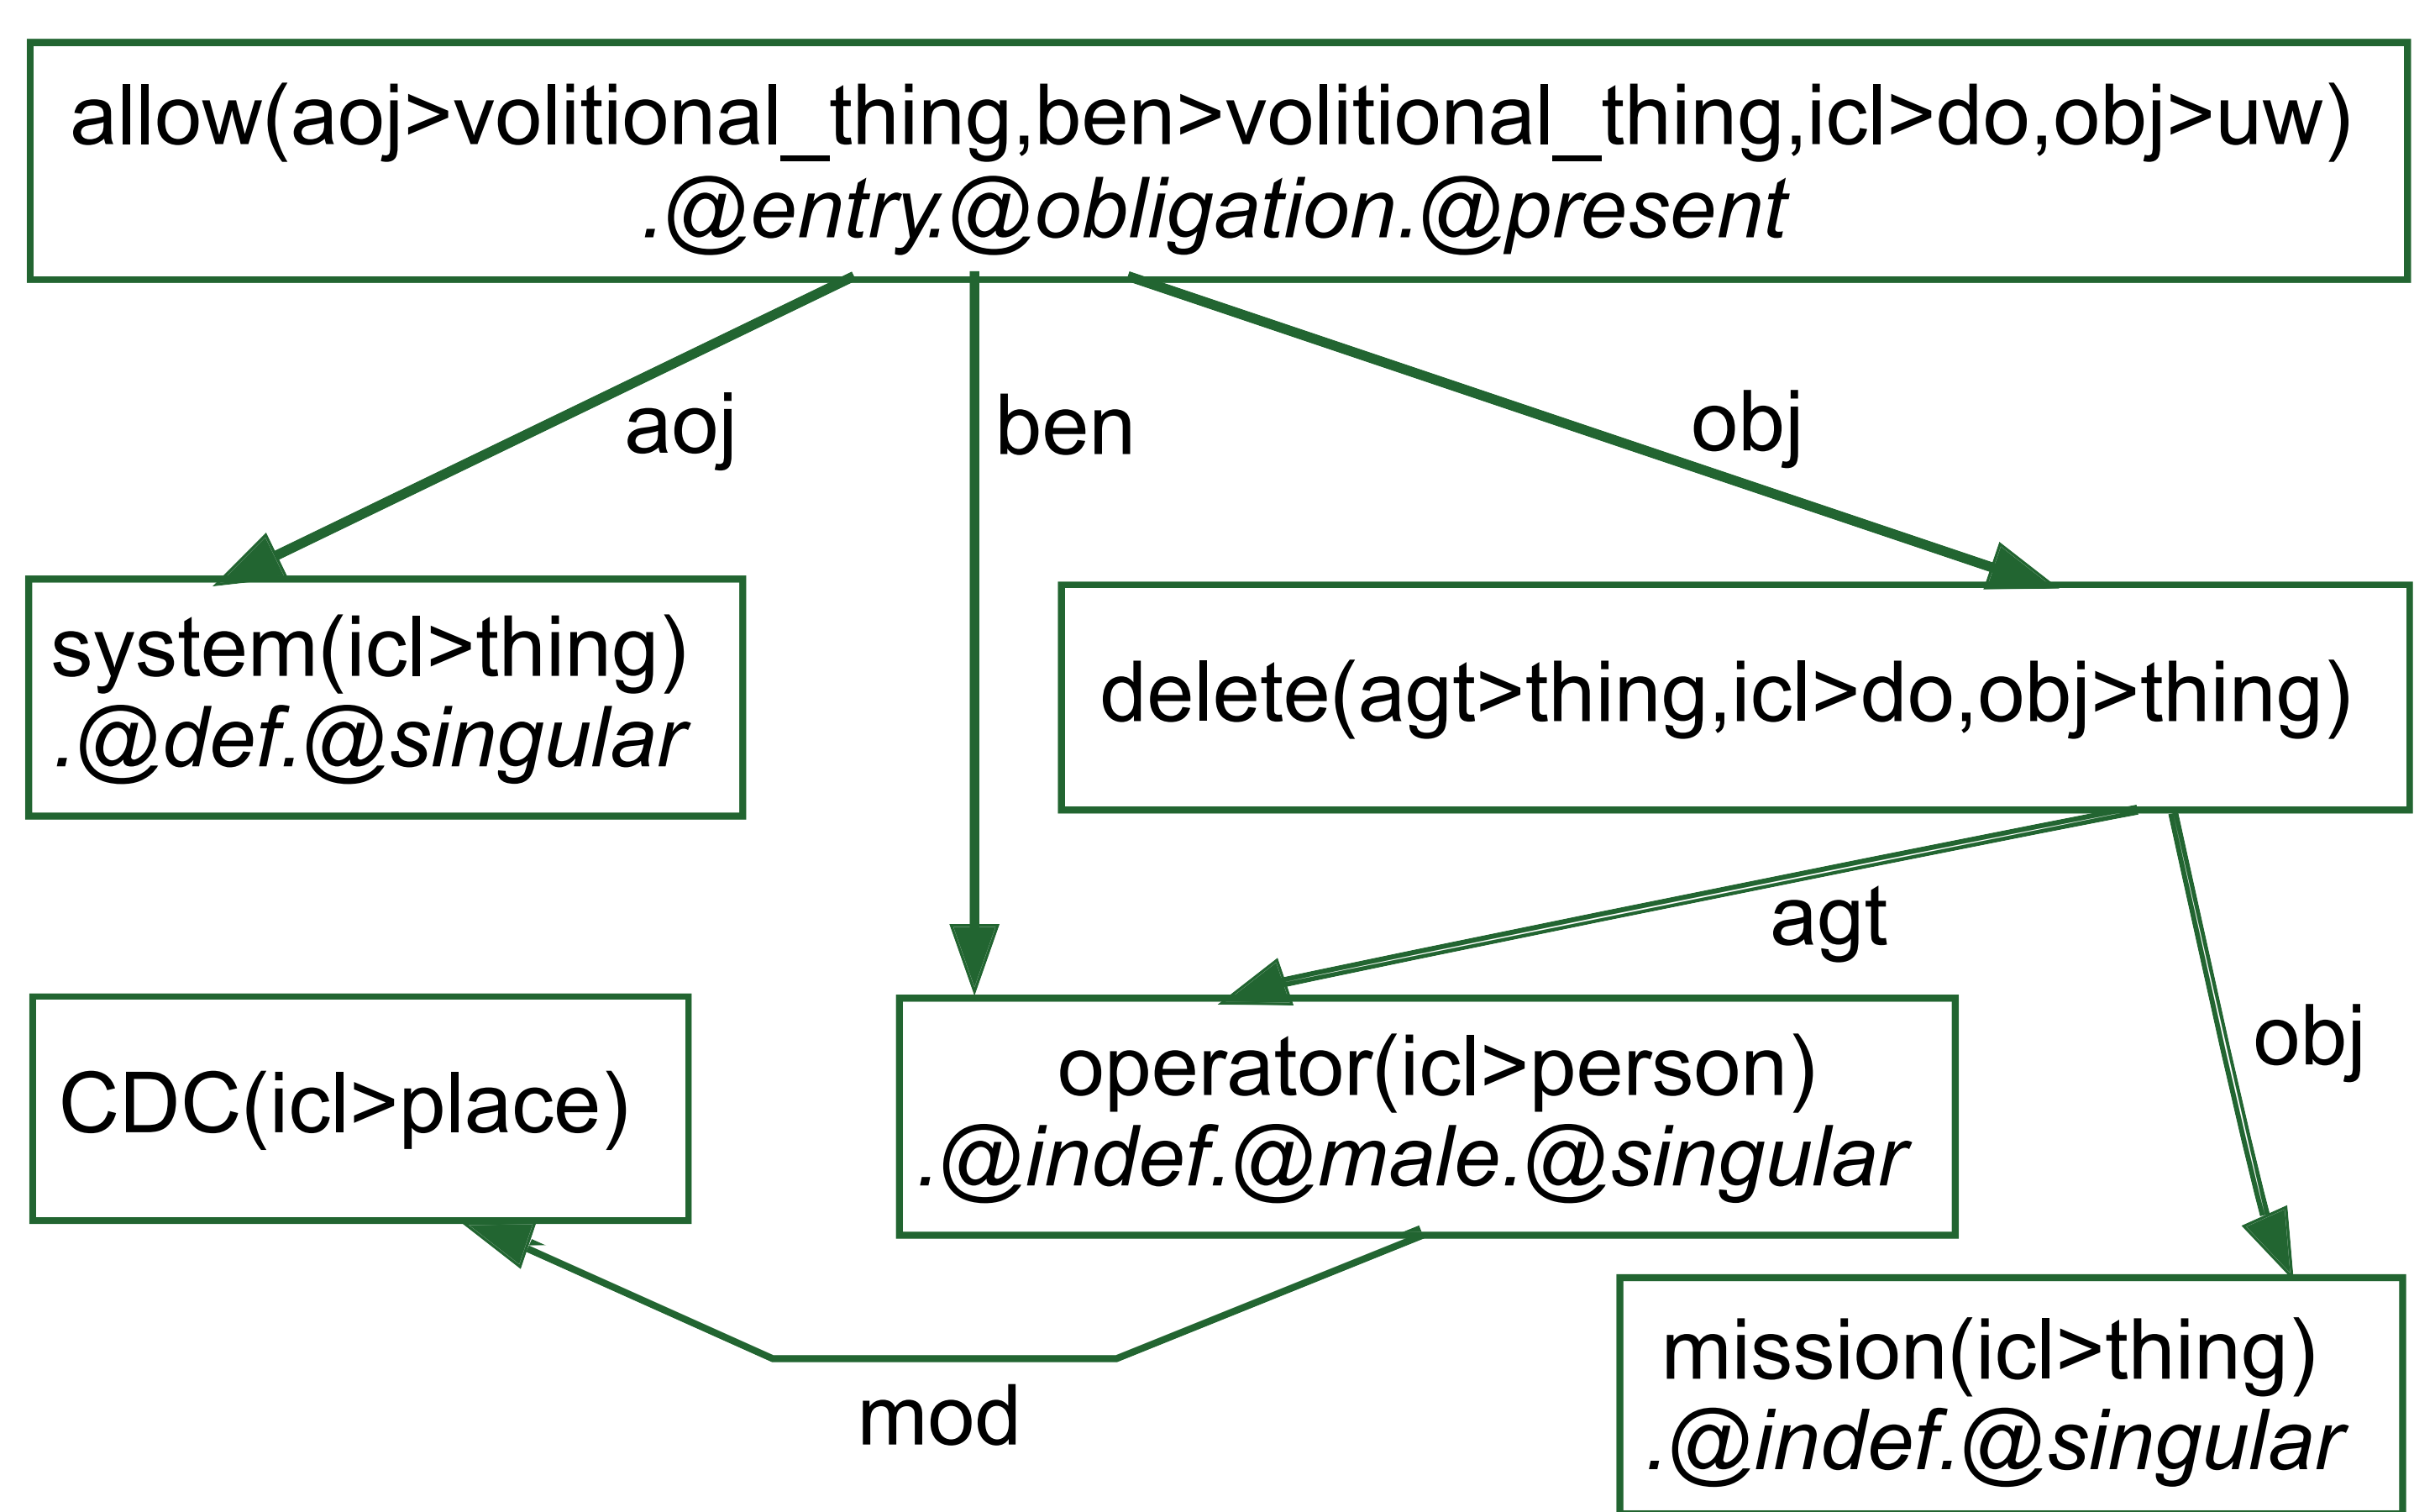 allow(aoj>volitional_thing,ben>volitional_thing,icl>do,obj>uw)
.@entry.@obligation.@present
aoj
ben
obj
system(icl>thing)
.@def.@singular
delete(agt>thing,icl>do,obj>thing)
agt
obj
CDC(icl>place)
operator(icl>person)
.@indef.@male.@singular
mod
mission(icl>thing)
.@indef.@singular